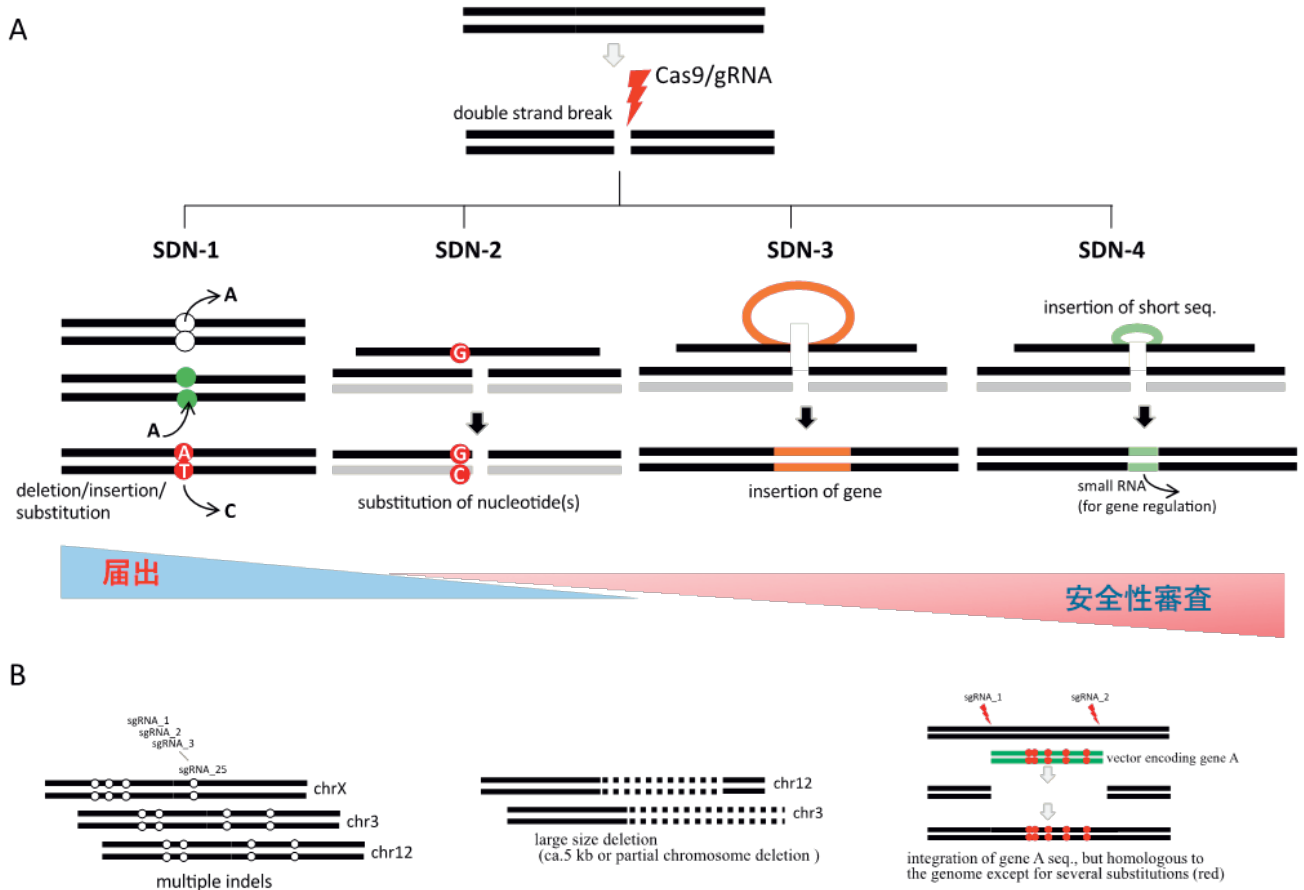 A
Cas9/gRNA
double strand break
SDN-1
SDN-2
SDN-3
SDN-4
A
A
A
T
C
deletion/insertion/
substitution
G
G
C
substitution of nucleotide(s)
insertion of gene
insertion of short seq.
small RNA
(for gene regulation)
届出
安全性審査
B
sgRNA_1
sgRNA_2
sgRNA_3
sgRNA_25
chrX
chr3
chr12
multiple indels
chr12
chr3
large size deletion
(ca.5 kb or partial chromosome deletion )
sgRNA_1
sgRNA_2
vector encoding gene A
integration of gene A seq., but homologous to
the genome except for several substitutions (red)